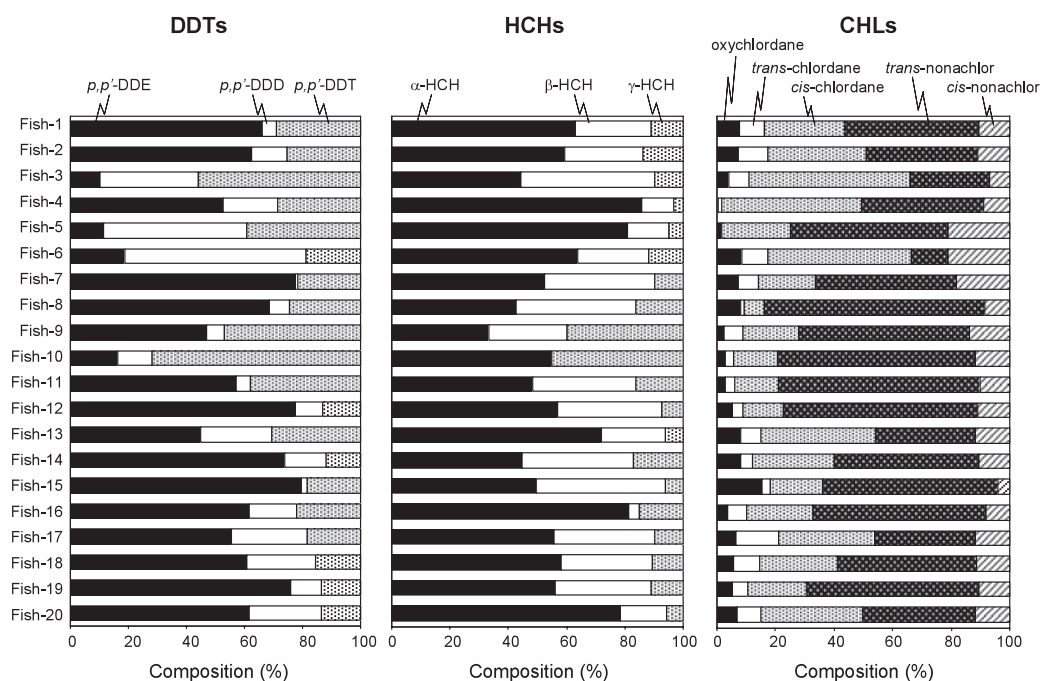 DDTs HCHs CHLs
oxychlordane
p,p'-DDE p,p'-DDD p,p'-DDT α-HCH β-HCH γ-HCH trans-chlordane trans-nonachlor
cis-chlordane cis-nonachlor
Fish-1
Fish-2
Fish-3
Fish-4
Fish-5
Fish-6
Fish-7
Fish-8
Fish-9
Fish-10
Fish-11
Fish-12
Fish-13
Fish-14
Fish-15
Fish-16
Fish-17
Fish-18
Fish-19
Fish-20
0 20 40 60 80 100 0 20 40 60 80 100 0 20 40 60 80 100
Composition (%) Composition (%) Composition (%)